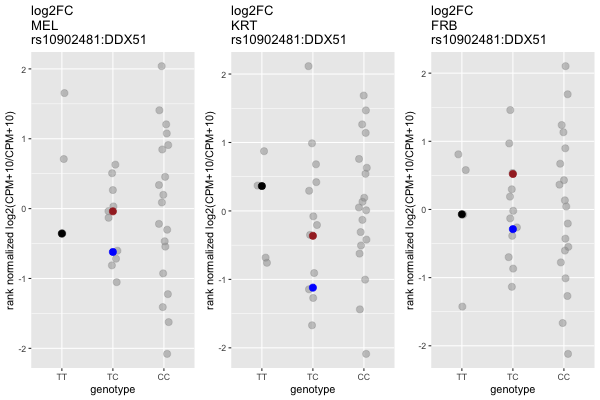 log2FC
MEL
rs10902481:DDX51
rank normalized log2(CPM+10/CPM+10)
2
1
0
-1
-2
TT
TC
CC
genotype
log2FC
KRT
rs10902481:DDX51
rank normalized log2(CPM+10/CPM+10)
2
1
0
-1
-2
TT
TC
CC
genotype
log2FC
FRB
rs10902481:DDX51
rank normalized log2(CPM+10/CPM+10)
2
1
0
-1
-2
TT
TC
CC
genotype